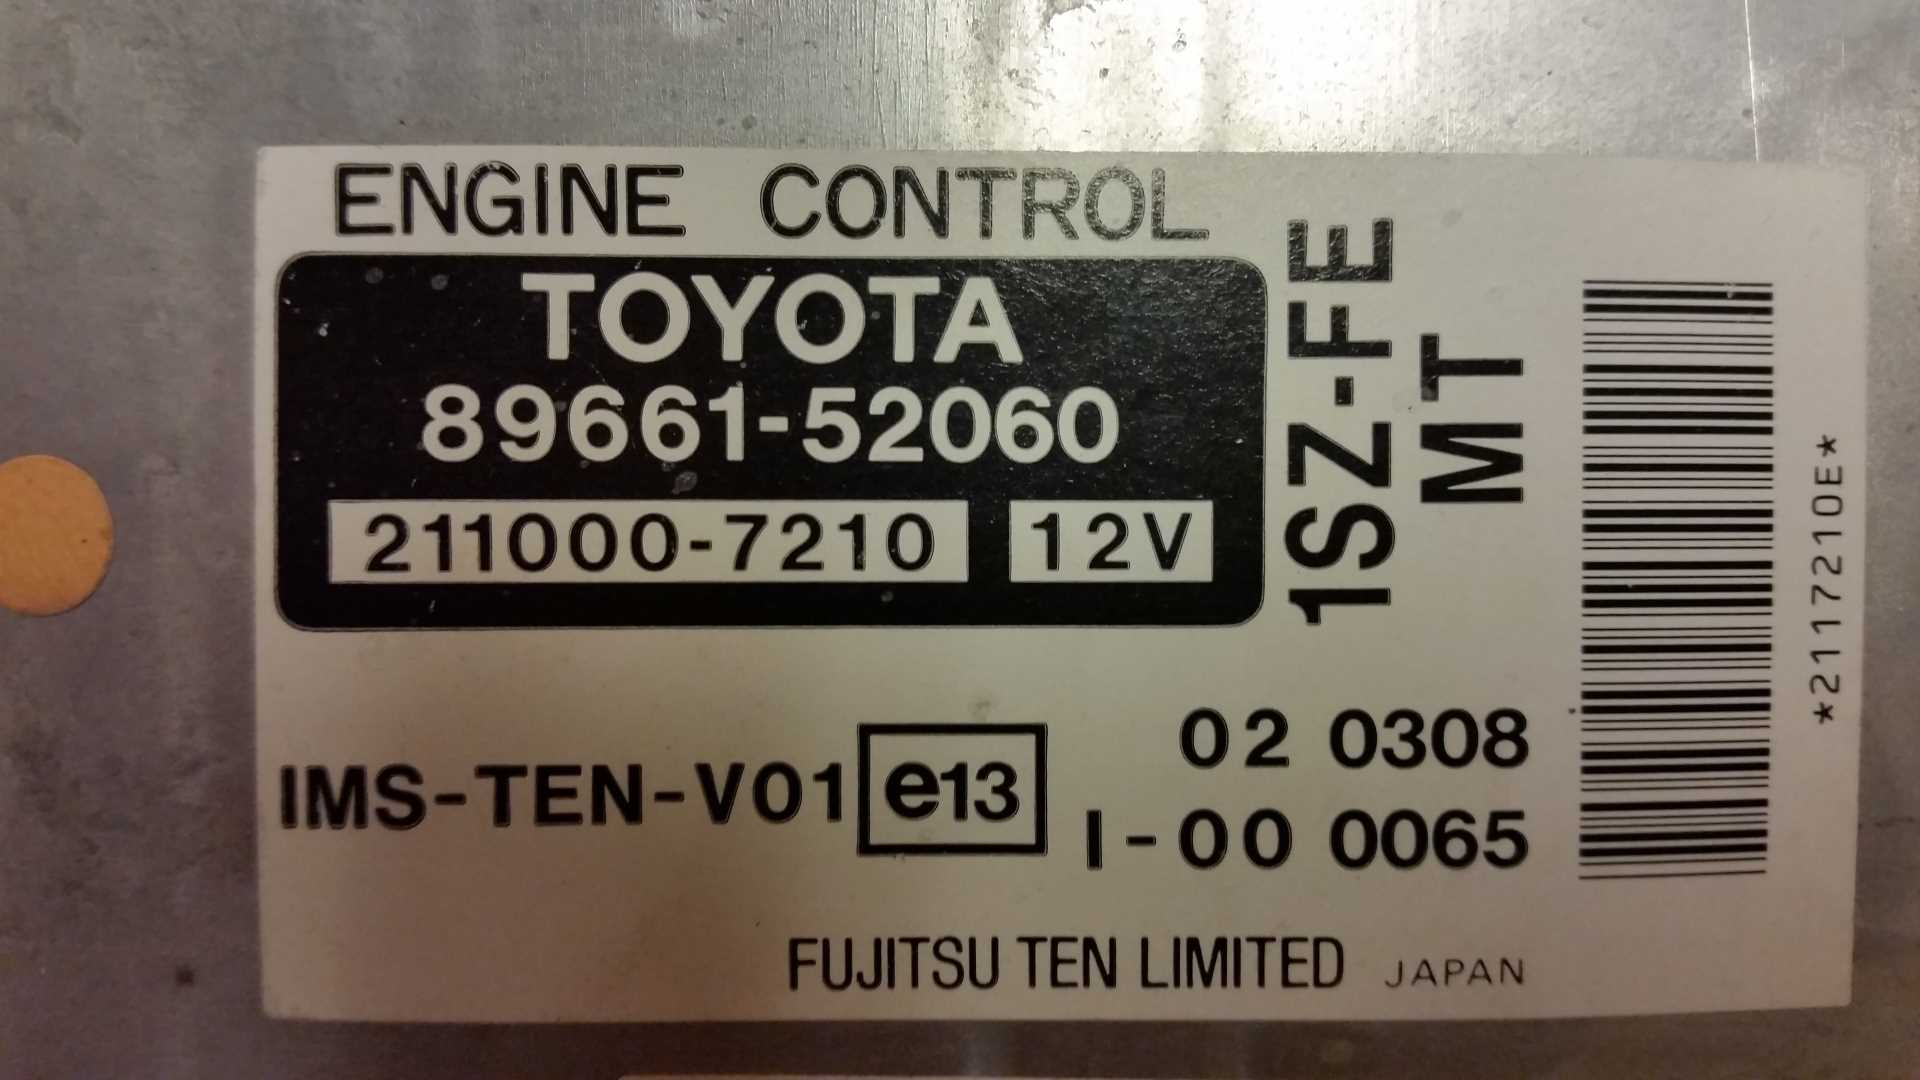 ENGINE CONTROL
TOYOTA
89661-52060
211000-7210 12V
1SZ-FE
MT
*2117210E*
IMS-TEN-V01 e13 02 0308
I-00 0065
FUJITSU TEN LIMITED JAPAN